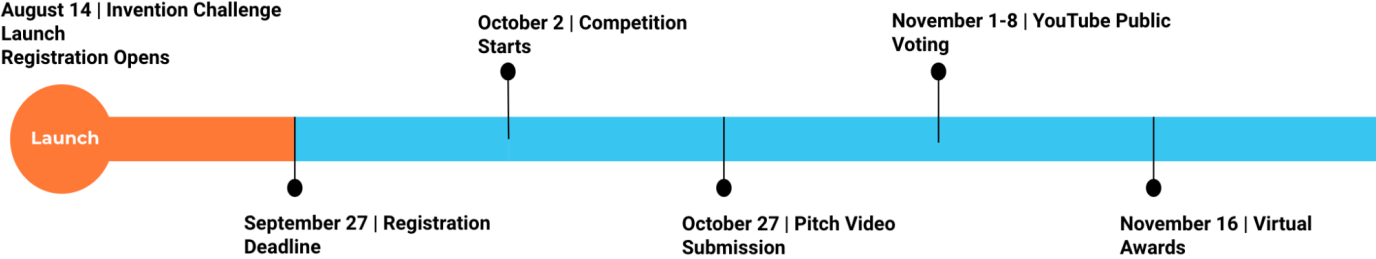 August 14 | Invention Challenge
Launch
Registration Opens
Launch
September 27 | Registration
Deadline
October 2 | Competition
Starts
October 27 | Pitch Video
Submission
November 1-8 | YouTube Public
Voting
November 16 | Virtual
Awards